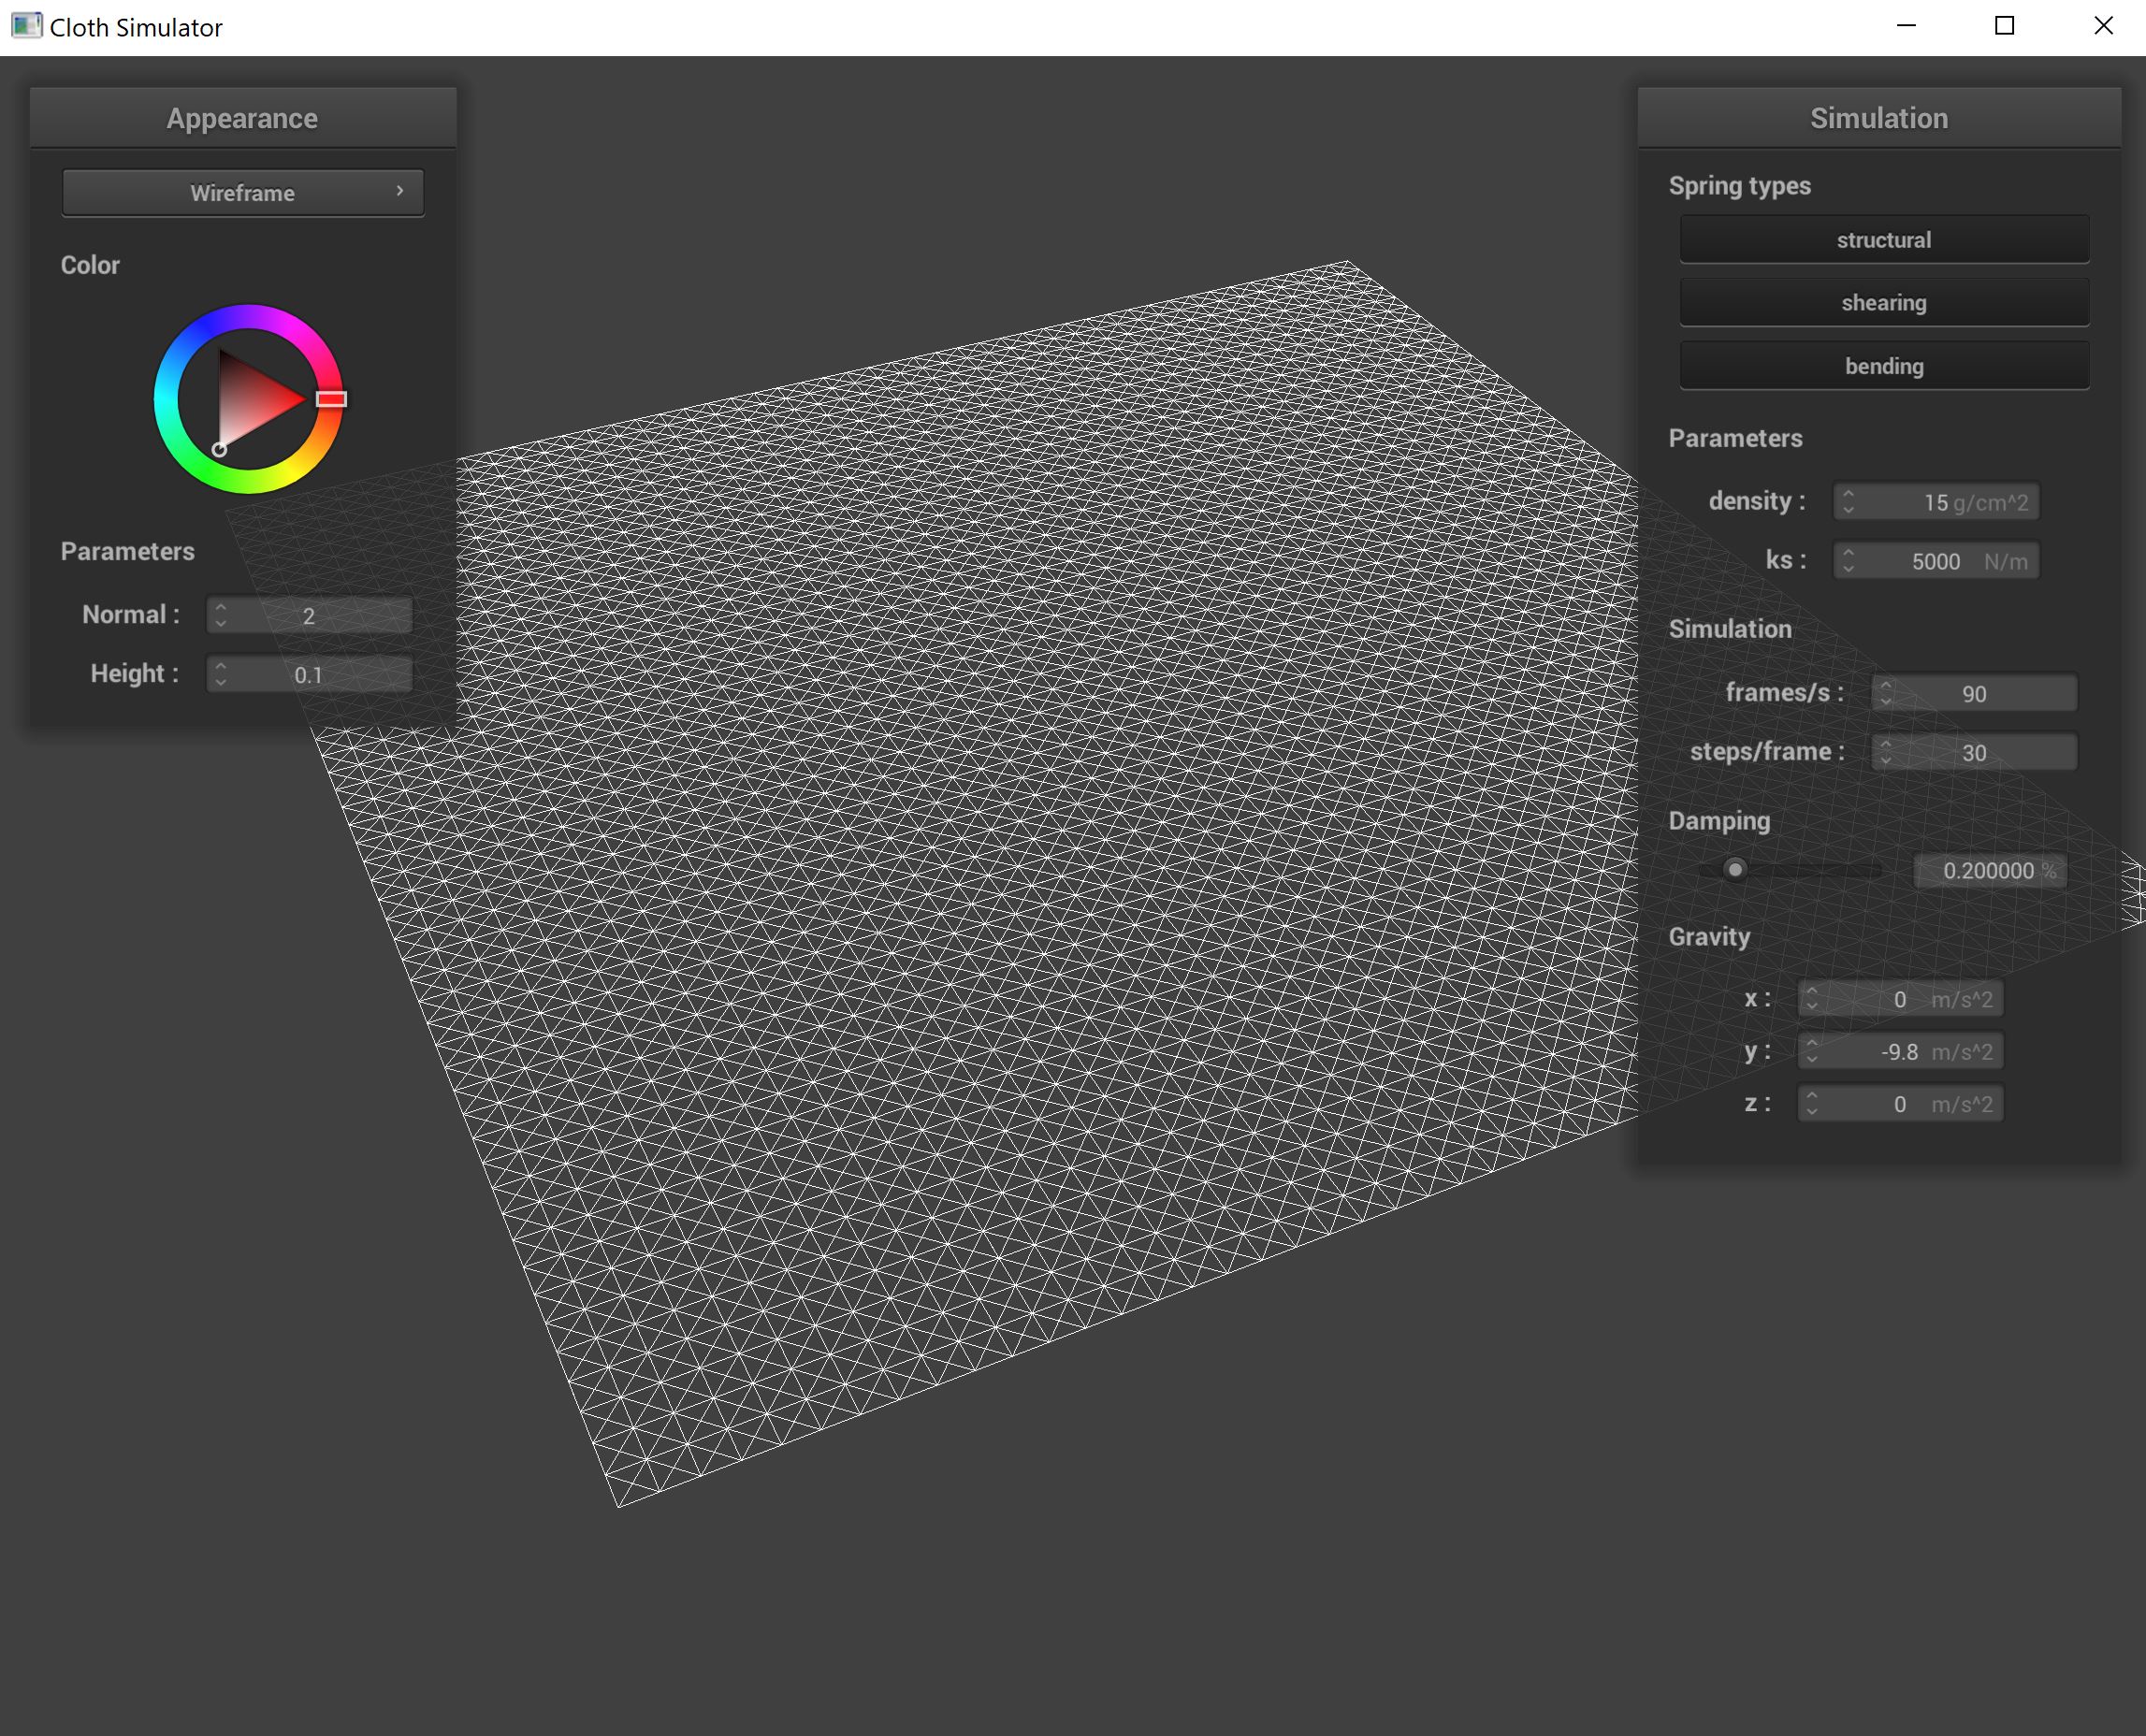 Cloth Simulator
Appearance
Wireframe
Color
Parameters
Normal : 2
Height : 0.1
Simulation
Spring types
structural
shearing
bending
Parameters
density : 15 g/cm^2
ks : 5000 N/m
Simulation
frames/s : 90
steps/frame : 30
Damping
0.200000 %
Gravity
x : 0 m/s^2
y : -9.8 m/s^2
z : 0 m/s^2